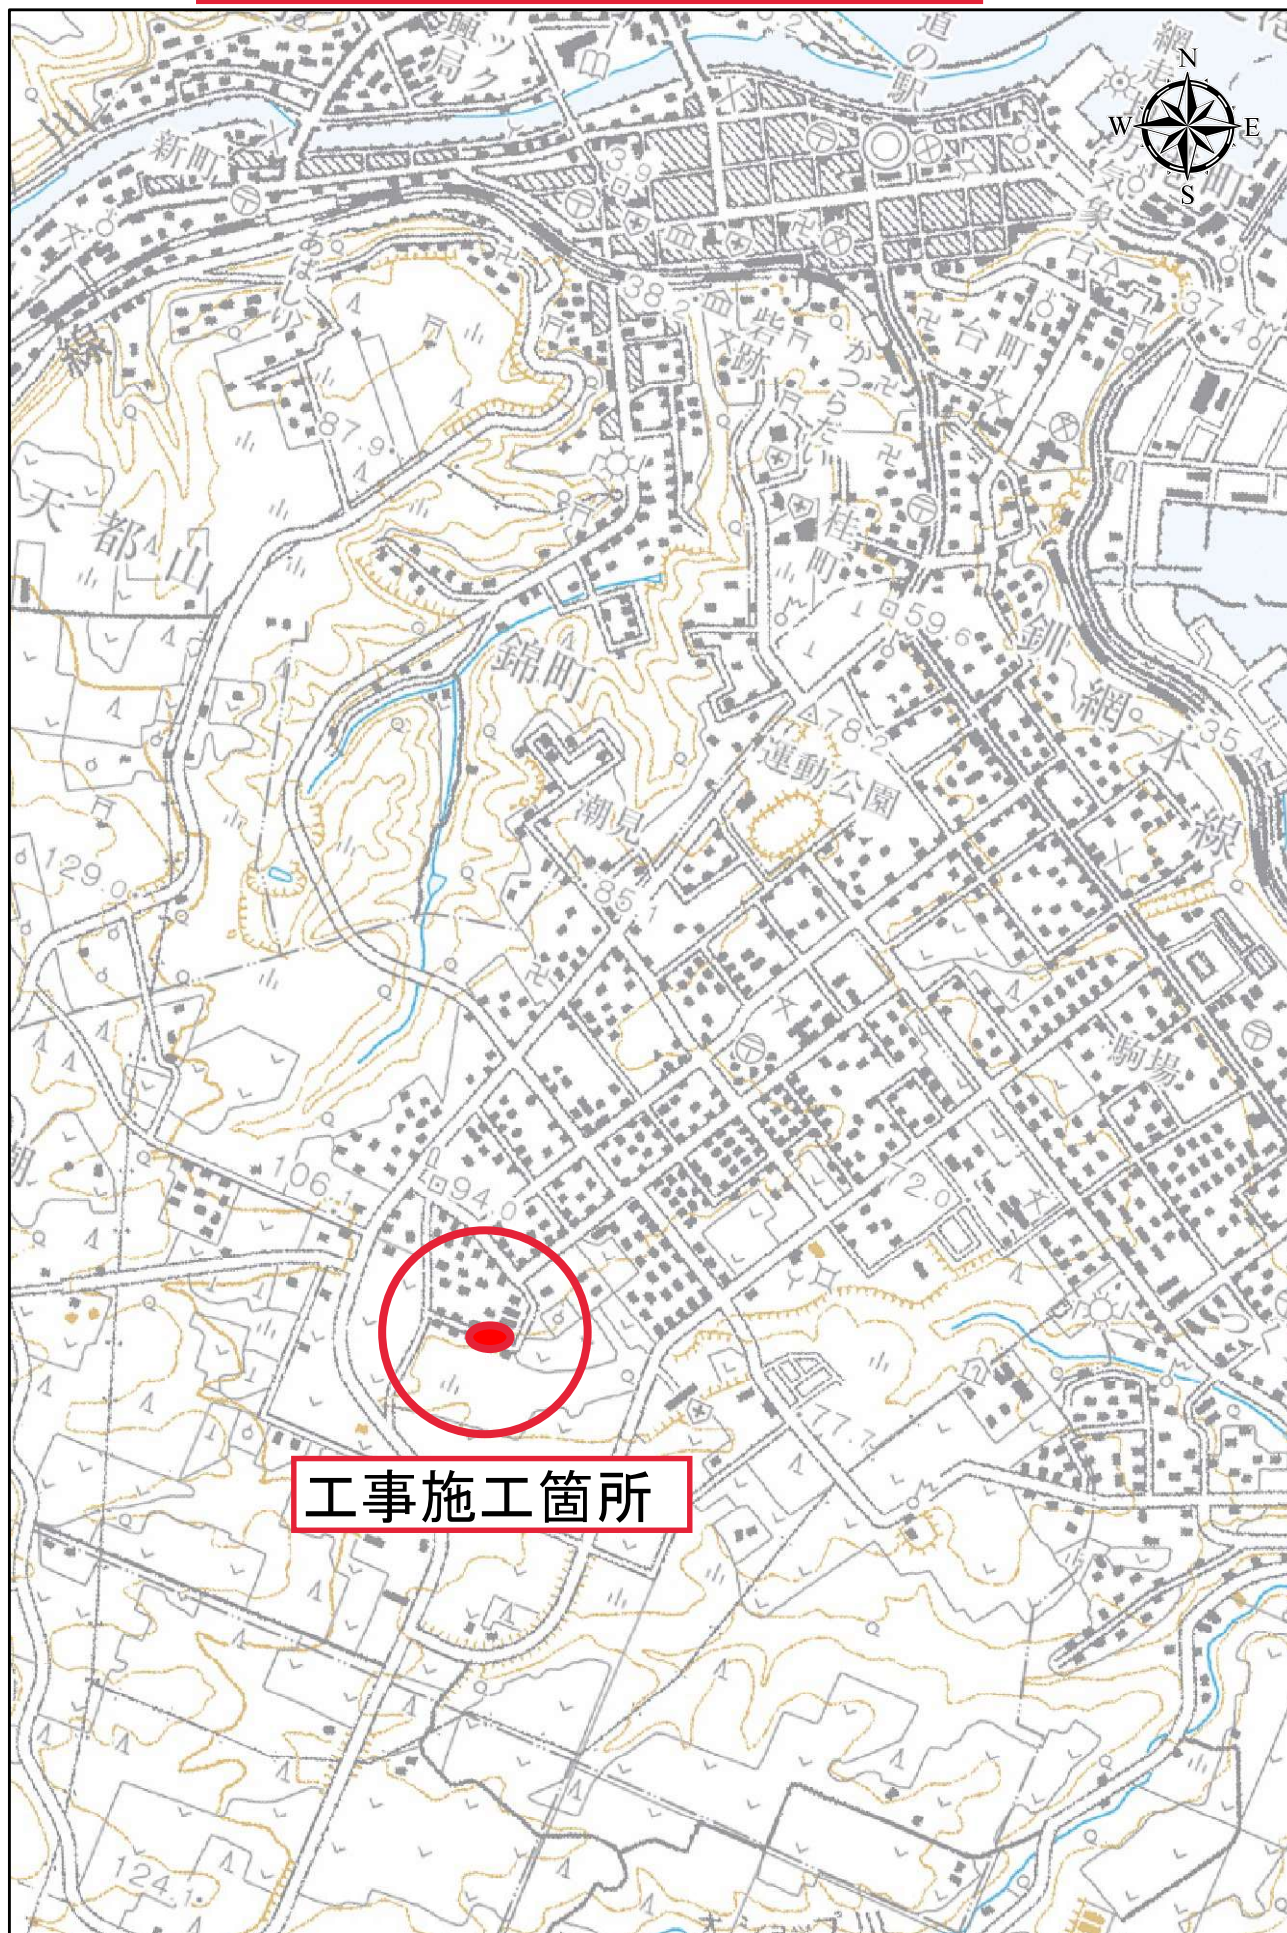 道の駅
網走
N
W
E
S
新町
3.9
38.2
砦跡
かつらだい
台町
37.4
87.9
天都山
桂町
59.6
錦町
釧網本線
78.2
運動公園
35.4
潮見
129.0
85.1
駒場
106.1
94.0
72.0
77.7
工事施工箇所
124.1